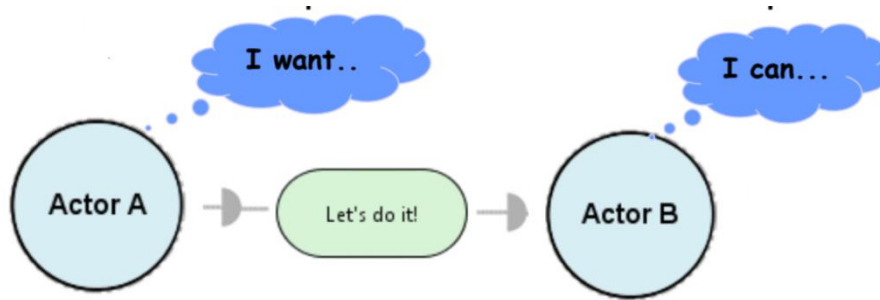 I want..
I can...
Actor A
Let's do it!
Actor B